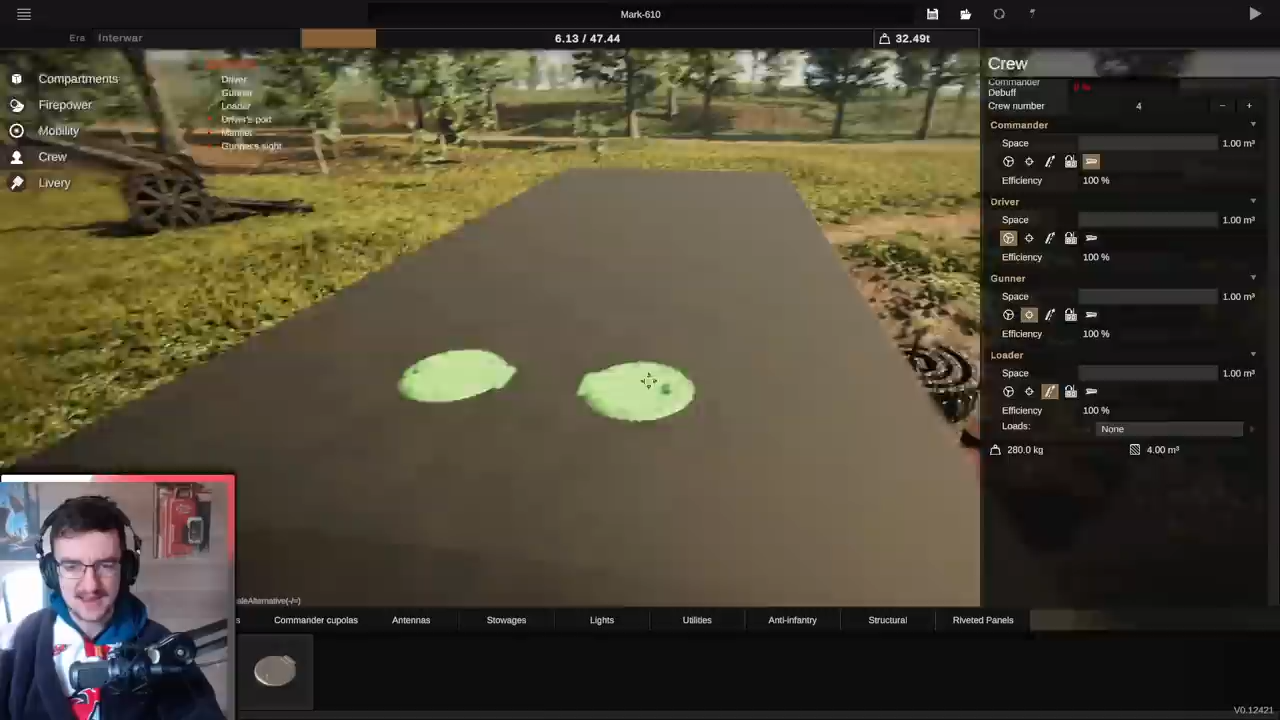 Mark-610
Era Interwar
6.13 / 47.44
32.49t
Compartments
Firepower
Mobility
Crew
Livery
Driver
Gunner
Loader
Driver's port
Mantlet
Gunner's sight
Crew
Commander
Debuff
0 %
Crew number 4 - +
Commander
Space 1.00 m³
Efficiency 100 %
Driver
Space 1.00 m³
Efficiency 100 %
Gunner
Space 1.00 m³
Efficiency 100 %
Loader
Space 1.00 m³
Efficiency 100 %
Loads: None
280.0 kg 4.00 m³
aleAlternative(-/=)
s Commander cupolas Antennas Stowages Lights Utilities Anti-infantry Structural Riveted Panels
V0.12421